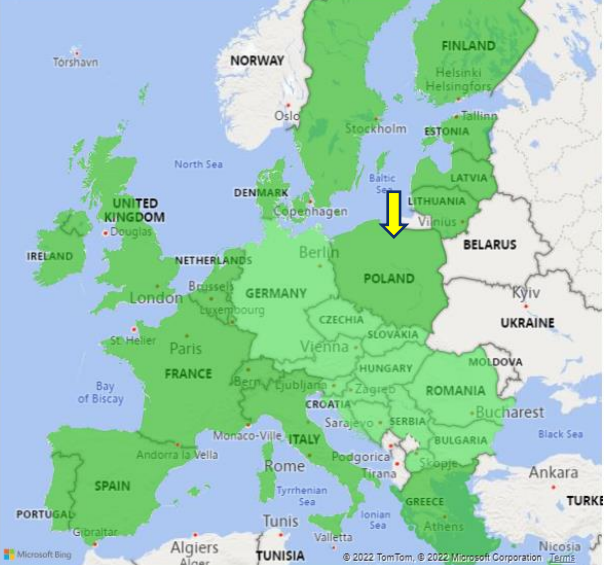 FINLAND
Torshavn
NORWAY
Helsinki
Helsingfors
Oslo
Tallinn
Stockholm
ESTONIA
North Sea
LATVIA
Baltic
Sea
DENMARK
LITHUANIA
UNITED
KINGDOM
Copenhagen
Vilnius
Douglas
BELARUS
IRELAND
NETHERLANDS
Berlin
POLAND
Brussels
London
GERMANY
Kyiv
Luxembourg
CZECHIA
UKRAINE
St. Helier
Paris
SLOVAKIA
Vienna
MOLDOVA
FRANCE
HUNGARY
Bern
Ljubljana
Zagreb
ROMANIA
Bay
of Biscay
CROATIA
Bucharest
Sarajevo
SERBIA
Monaco-Ville
ITALY
BULGARIA
Black Sea
Andorra la Vella
Podgorica
Skopje
Rome
Tirana
Ankara
SPAIN
Tyrrhenian
Sea
GREECE
TURKE
PORTUGAL
Ionian
Sea
Athens
Gibraltar
Tunis
Valletta
Nicosia
Algiers
Alger
TUNISIA
Microsoft Bing
© 2022 TomTom, © 2022 Microsoft Corporation Terms